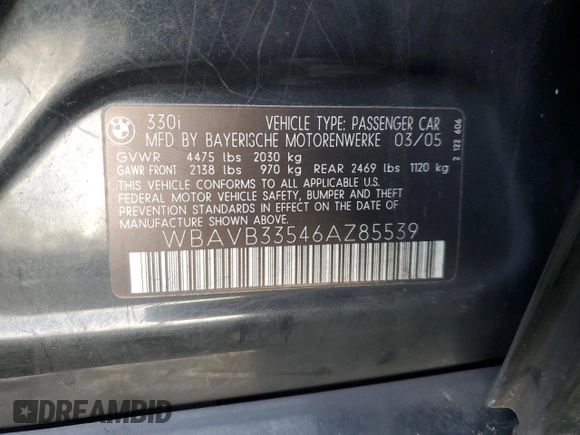 330i VEHICLE TYPE: PASSENGER CAR
MFD BY BAYERISCHE MOTORENWERKE 03/05
GVWR 4475 lbs 2030 kg
GAWR FRONT 2138 lbs 970 kg REAR 2469 lbs 1120 kg
THIS VEHICLE CONFORMS TO ALL APPLICABLE U.S.
FEDERAL MOTOR VEHICLE SAFETY, BUMPER AND THEFT
PREVENTION STANDARDS IN EFFECT ON THE DATE OF
MANUFACTURE SHOWN ABOVE.
WBAVB33546AZ85539
2 122 606
DREAMBID